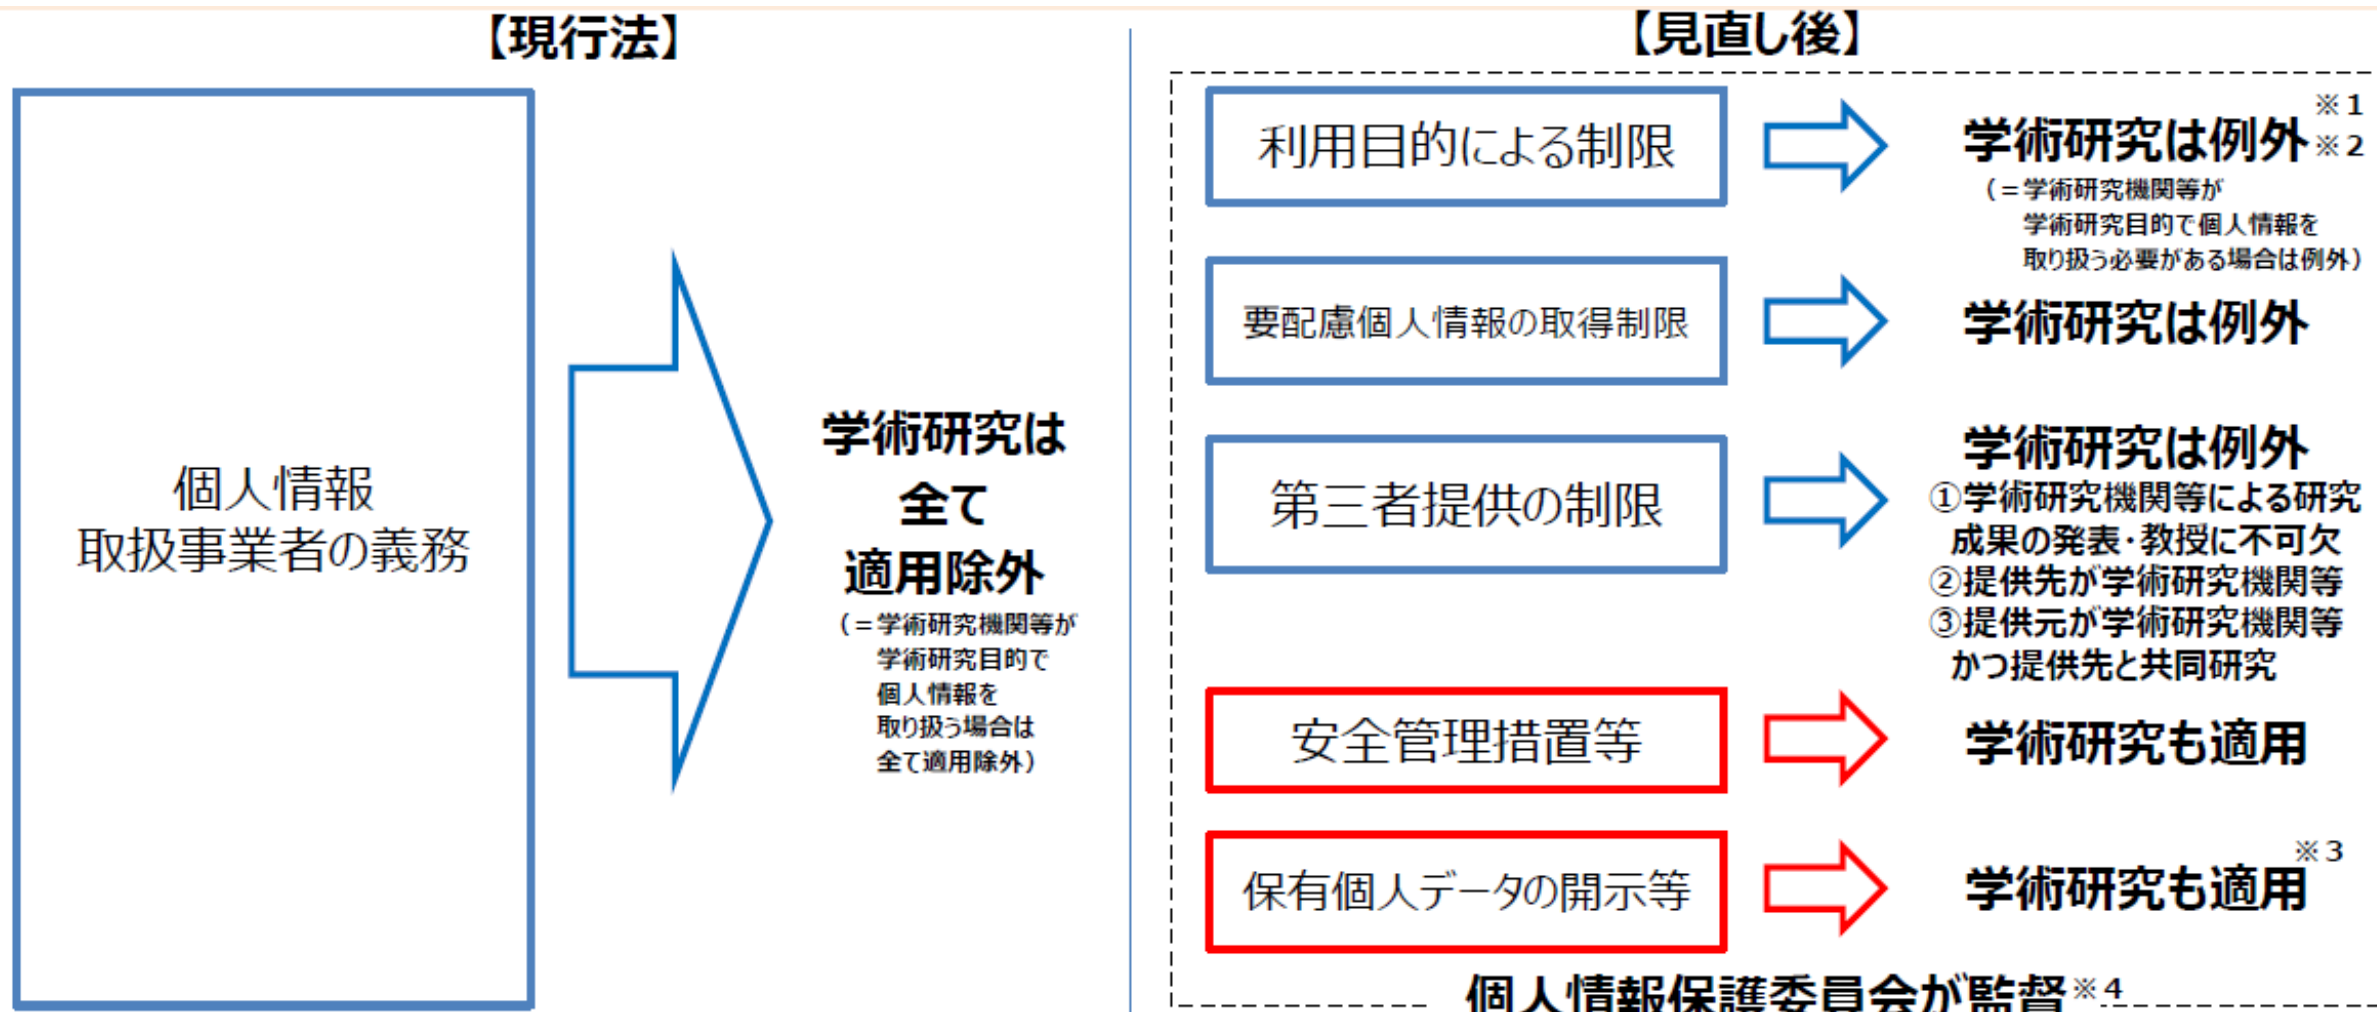 【現行法】
個人情報
取扱事業者の義務
学術研究は
全て
適用除外
(=学術研究機関等が
学術研究目的で
個人情報を
取り扱う場合は
全て適用除外)
【見直し後】
利用目的による制限
学術研究は例外※1
※2
(=学術研究機関等が
学術研究目的で個人情報を
取り扱う必要がある場合は例外)
要配慮個人情報の取得制限
学術研究は例外
第三者提供の制限
学術研究は例外
①学術研究機関等による研究
成果の発表・教授に不可欠
②提供先が学術研究機関等
③提供元が学術研究機関等
かつ提供先と共同研究
安全管理措置等
学術研究も適用
保有個人データの開示等
学術研究も適用※3
個人情報保護委員会が監督※4